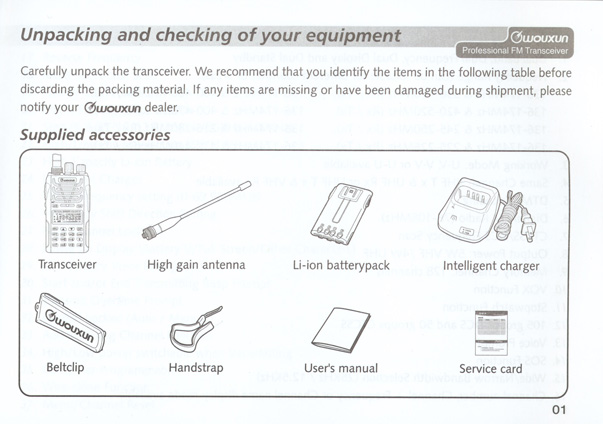 Unpacking and checking of your equipment
WOUXUN
Professional FM Transceiver
Carefully unpack the transceiver. We recommend that you identify the items in the following table before
discarding the packing material. If any items are missing or have been damaged during shipment, please
notify your WOUXUN dealer.
Supplied accessories
Transceiver High gain antenna Li-ion batterypack Intelligent charger
WOUXUN
Beltclip Handstrap User's manual Service card
01